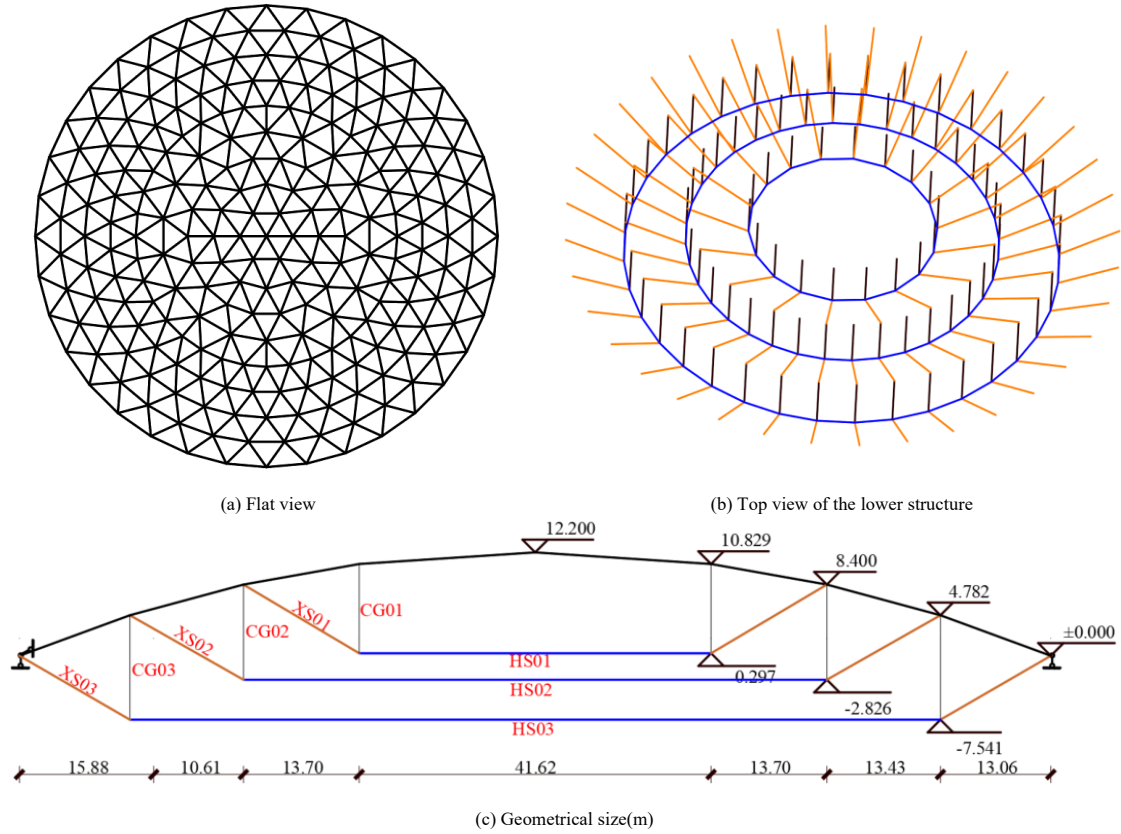 (a) Flat view
(b) Top view of the lower structure
12.200
10.829
8.400
4.782
±0.000
XS01
CG01
XS02
CG02
XS03
CG03
HS01
0.297
HS02
-2.826
HS03
-7.541
15.88 10.61 13.70 41.62 13.70 13.43 13.06
(c) Geometrical size(m)